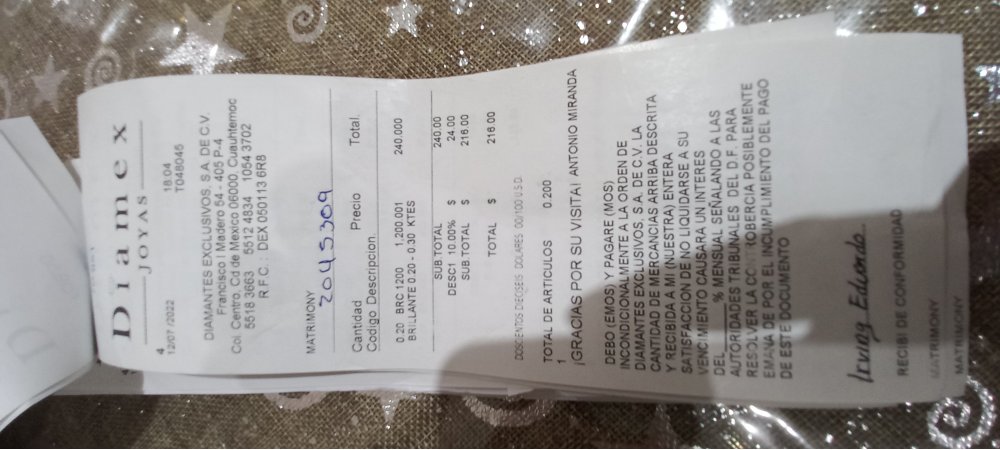 Diamex
JOYAS
4
12/07/2022 18:04
T048045
DIAMANTES EXCLUSIVOS, S.A. DE C.V.
Francisco I Madero 54 - 405 P-4
Col. Centro, Cd de Mexico 06000, Cuauhtemoc
5518 3663 5512 4834 1054 3702
R.F.C. : DEX 050113 6R8
MATRIMONY
2045309
Cantidad Precio Total
Codigo Descripcion
0.20 BRC 1200 1,200.001 240.000
BRILLANTE 0.20 - 0.30 KTES
SUB TOTAL 240.00
DESC1 10.00% $ 24.00
SUB TOTAL $ 216.00
TOTAL $ 216.00
DOSCIENTOS DIECISEIS DOLARES 00/100 U.S.D.
TOTAL DE ARTICULOS 0.200
1
¡GRACIAS POR SU VISITA! ANTONIO MIRANDA
DEBO (EMOS) Y PAGARE (MOS)
INCONDICIONALMENTE A LA ORDEN DE
DIAMANTES EXCLUSIVOS, S.A. DE C.V. LA
CANTIDAD DE MERCANCIAS ARRIBA DESCRITA
Y RECIBIDA A MI (NUESTRA) ENTERA
SATISFACCION DE NO LIQUIDARSE A SU
VENCIMIENTO CAUSARA UN INTERES
DEL ____ % MENSUAL SEÑALANDO A LAS
AUTORIDADES TRIBUNALES DEL D.F. PARA
RESOLVER LA CONTROBERCIA POSIBLEMENTE
EMANA DE POR EL INCUMPLIMIENTO DEL PAGO
DE ESTE DOCUMENTO
Irving Edmundo
RECIBI DE CONFORMIDAD
MATRIMONY
MATRIMONY